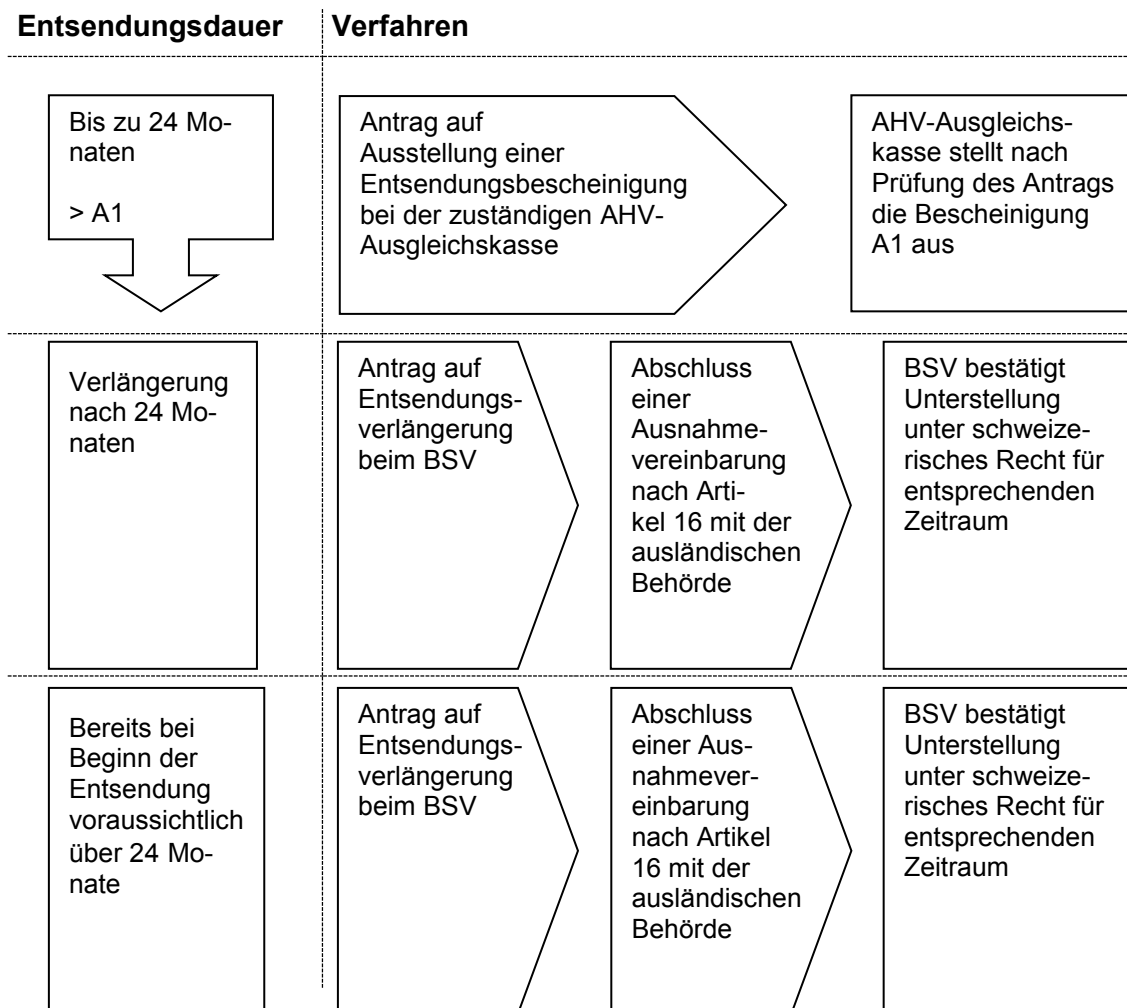 Entsendungsdauer
Verfahren
Bis zu 24 Mo-
naten
> A1
Antrag auf
Ausstellung einer
Entsendungsbescheinigung
bei der zuständigen AHV-
Ausgleichskasse
AHV-Ausgleichs-
kasse stellt nach
Prüfung des Antrags
die Bescheinigung
A1 aus
Verlängerung
nach 24 Mo-
naten
Antrag auf
Entsendungs-
verlängerung
beim BSV
Abschluss
einer
Ausnahme-
vereinbarung
nach Arti-
kel 16 mit der
ausländischen
Behörde
BSV bestätigt
Unterstellung
unter schweize-
risches Recht für
entsprechenden
Zeitraum
Bereits bei
Beginn der
Entsendung
voraussichtlich
über 24 Mo-
nate
Antrag auf
Entsendungs-
verlängerung
beim BSV
Abschluss
einer Aus-
nahmever-
einbarung
nach Artikel
16 mit der
ausländischen
Behörde
BSV bestätigt
Unterstellung
unter schweize-
risches Recht für
entsprechenden
Zeitraum